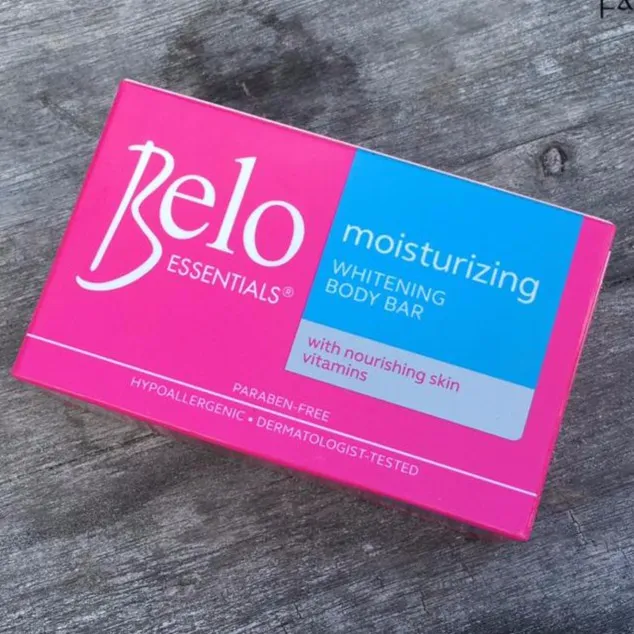 Belo
ESSENTIALS®
moisturizing
WHITENING
BODY BAR
with nourishing skin
vitamins
PARABEN-FREE
HYPOALLERGENIC • DERMATOLOGIST-TESTED